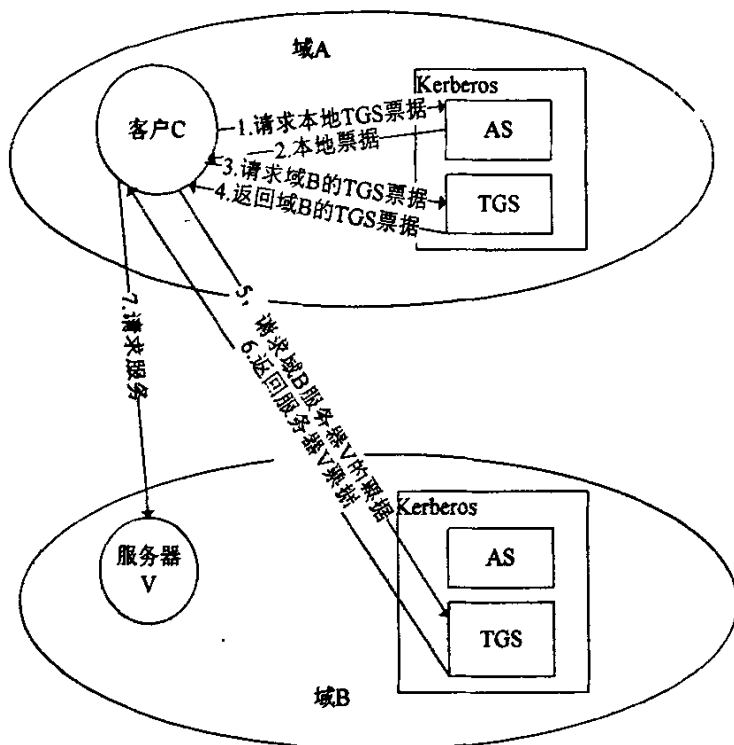 域A
Kerberos
客户C
1.请求本地TGS票据
AS
2.本地票据
3.请求域B的TGS票据
TGS
4.返回域B的TGS票据
5，请求域B服务器V的票据
6.返回服务器V票据
7.请求服务
Kerberos
服务器
V
AS
TGS
域B